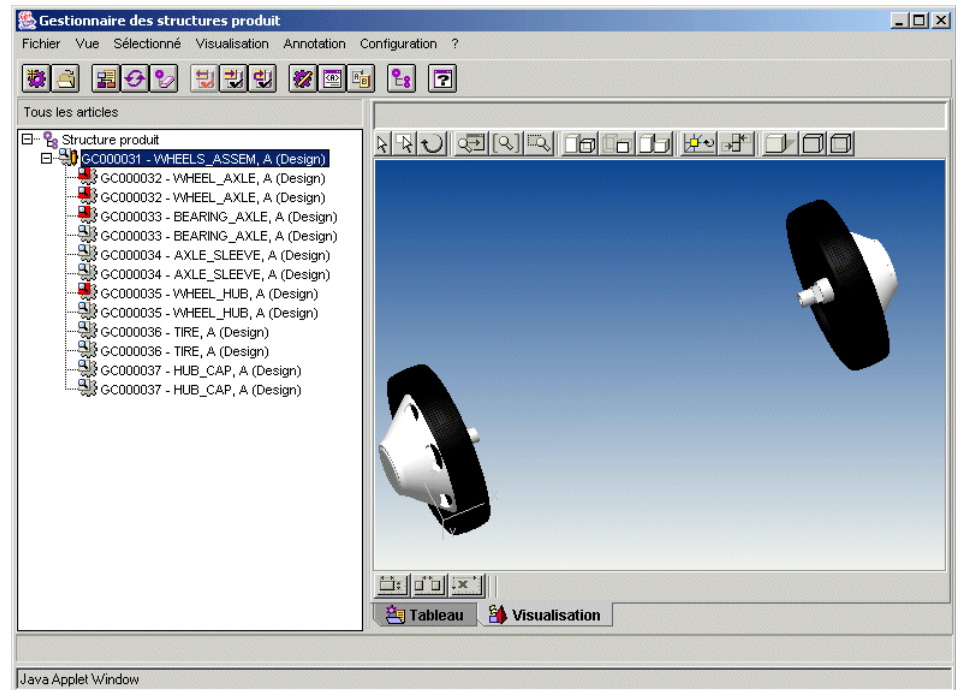 Gestionnaire des structures produit
Fichier Vue Sélectionné Visualisation Annotation Configuration ?
Tous les articles
Structure produit
GC000031 - WHEELS_ASSEM, A (Design)
GC000032 - WHEEL_AXLE, A (Design)
GC000032 - WHEEL_AXLE, A (Design)
GC000033 - BEARING_AXLE, A (Design)
GC000033 - BEARING_AXLE, A (Design)
GC000034 - AXLE_SLEEVE, A (Design)
GC000034 - AXLE_SLEEVE, A (Design)
GC000035 - WHEEL_HUB, A (Design)
GC000035 - WHEEL_HUB, A (Design)
GC000036 - TIRE, A (Design)
GC000036 - TIRE, A (Design)
GC000037 - HUB_CAP, A (Design)
GC000037 - HUB_CAP, A (Design)
X
Y
Tableau Visualisation
Java Applet Window